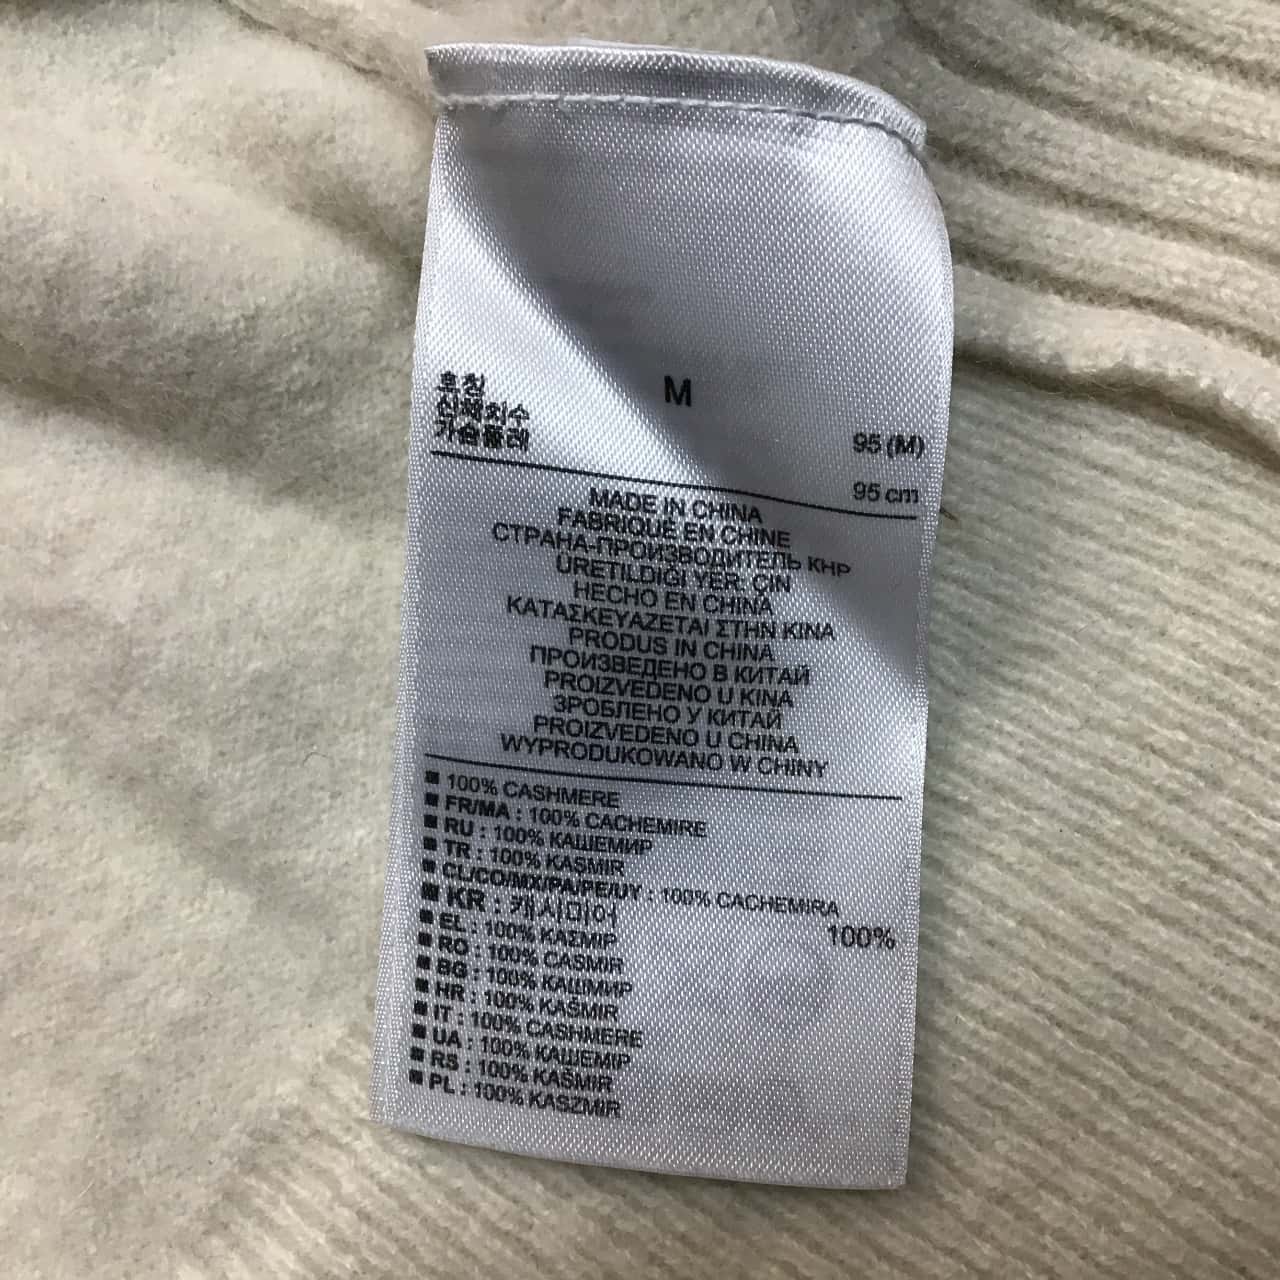 호칭 M
신체치수 95 (M)
가슴둘레 95 cm
MADE IN CHINA
FABRIQUÉ EN CHINE
СТРАНА-ПРОИЗВОДИТЕЛЬ КНР
ÜRETILDIĞI YER: ÇIN
HECHO EN CHINA
ΚΑΤΑΣΚΕΥΑΖΕΤΑΙ ΣΤΗΝ ΚΙΝΑ
PRODUS IN CHINA
ПРОИЗВЕДЕНО В КИТАЙ
PROIZVEDENO U KINA
ЗРОБЛЕНО У КИТАЙ
PROIZVEDENO U CHINA
WYPRODUKOWANO W CHINY
■ 100% CASHMERE
■ FR/MA : 100% CACHEMIRE
■ RU : 100% КАШЕМИР
■ TR : 100% KASMIR
■ CL/CO/MX/PA/PE/UY : 100% CACHEMIRA
■ KR : 캐시미어 100%
■ EL : 100% ΚΑΣΜΙΡ
■ RO : 100% CASMIR
■ BG : 100% КАШМИР
■ HR : 100% KAŠMIR
■ IT : 100% CASHMERE
■ UA : 100% КАШЕМІР
■ RS : 100% KAŠMIR
■ PL : 100% KASZMIR